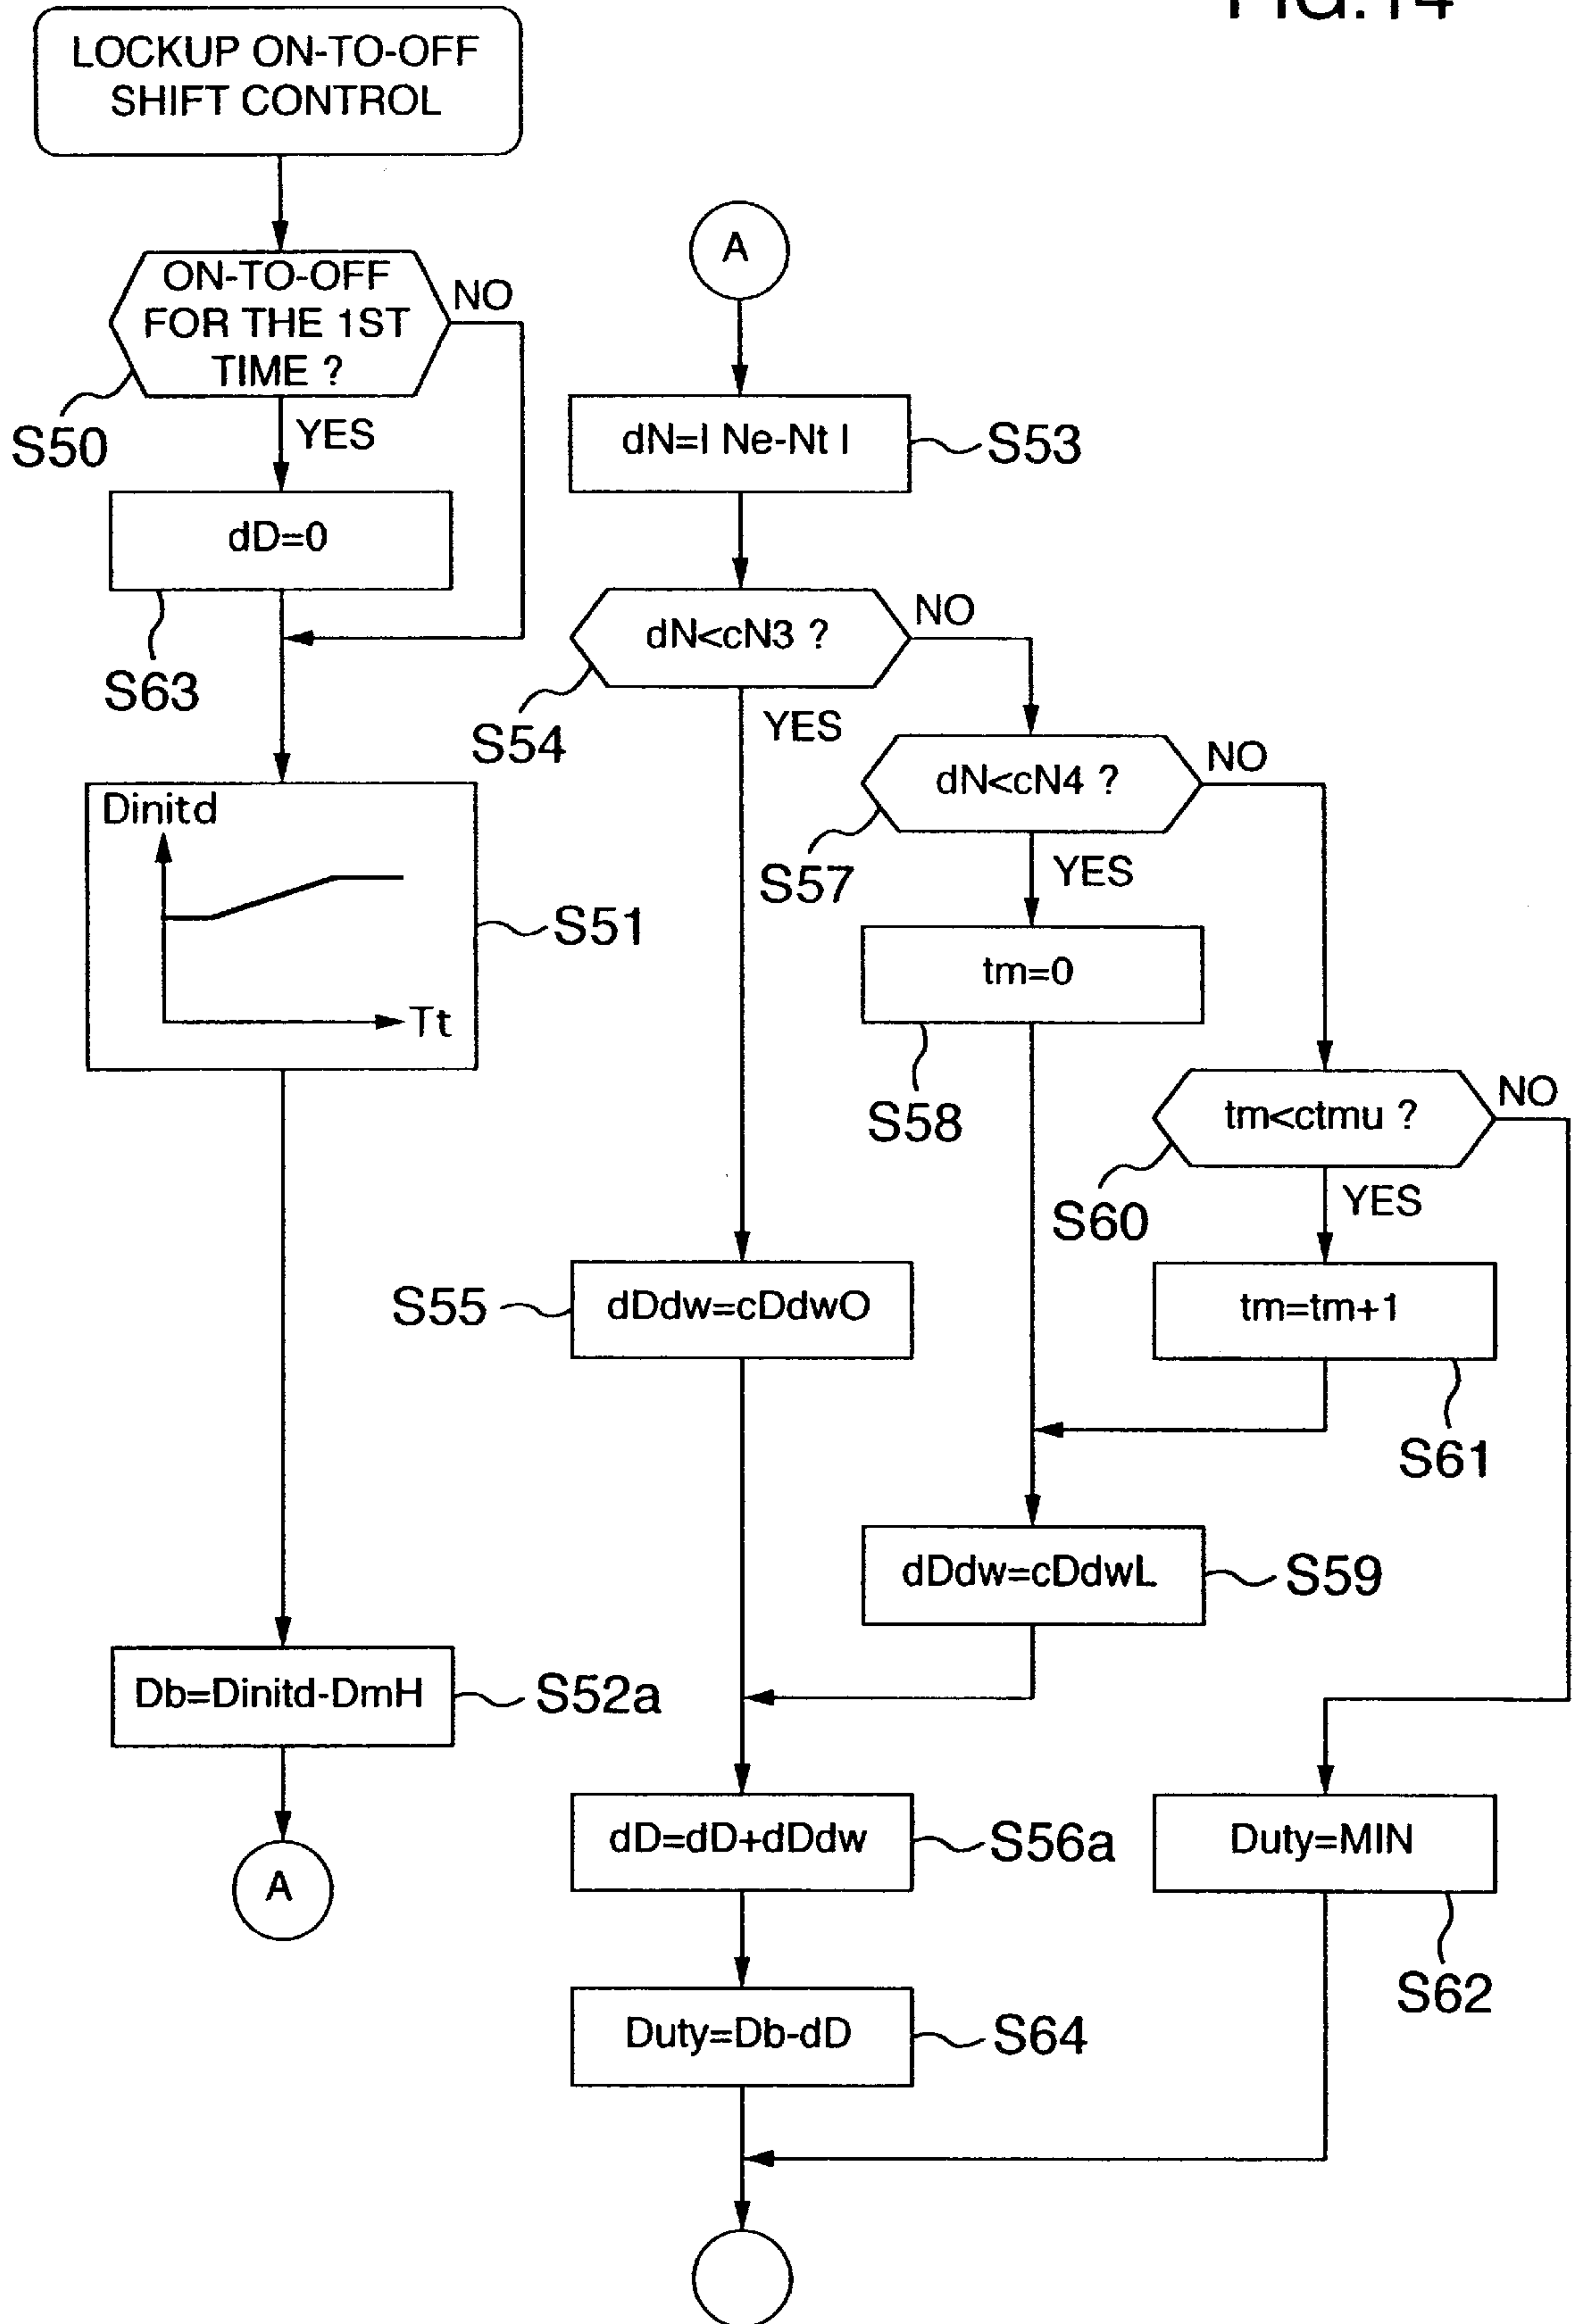 FIG.14
LOCKUP ON-TO-OFF
SHIFT CONTROL
ON-TO-OFF
FOR THE 1ST
TIME ?
NO
S50
YES
dD=0
S63
Dinitd
Tt
S51
Db=Dinitd-DmH
S52a
A
A
dN=I Ne-Nt I
S53
dN<cN3 ?
NO
S54
YES
dN<cN4 ?
NO
S57
YES
tm=0
S58
tm<ctmu ?
NO
S60
YES
S55
dDdw=cDdwO
tm=tm+1
S61
dDdw=cDdwL
S59
dD=dD+dDdw
S56a
Duty=MIN
S62
Duty=Db-dD
S64